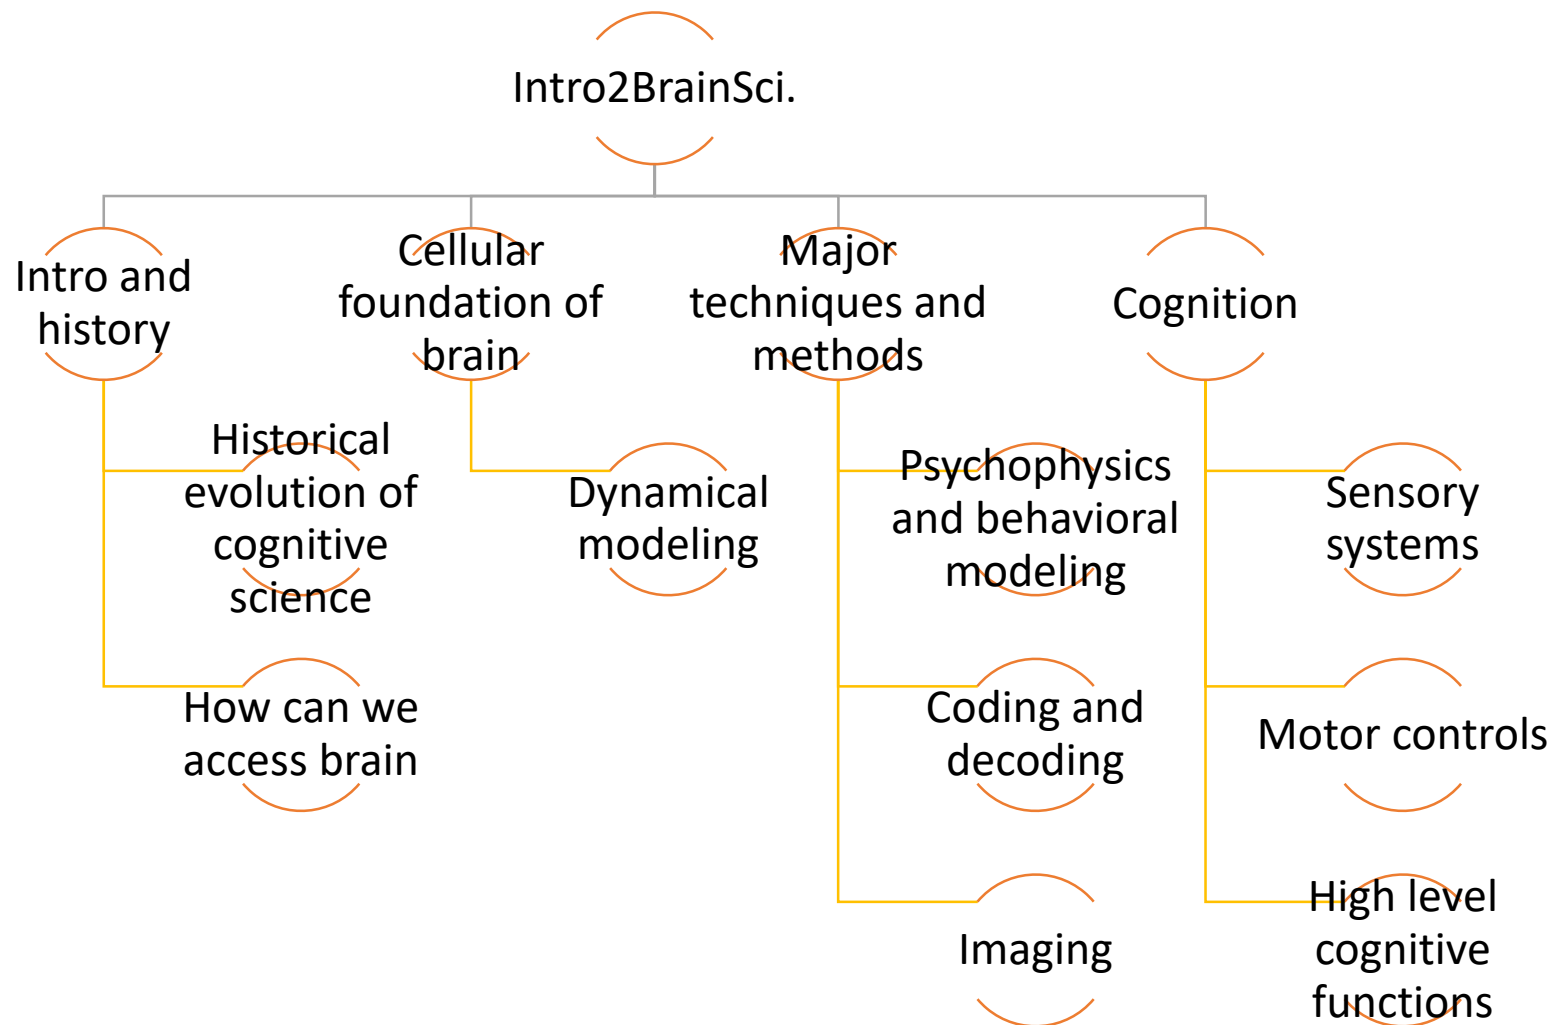 Intro2BrainSci.
Intro and
history
Historical
evolution of
cognitive
science
How can we
access brain
Cellular
foundation of
brain
Dynamical
modeling
Major
techniques and
methods
Psychophysics
and behavioral
modeling
Coding and
decoding
Imaging
Cognition
Sensory
systems
Motor controls
High level
cognitive
functions